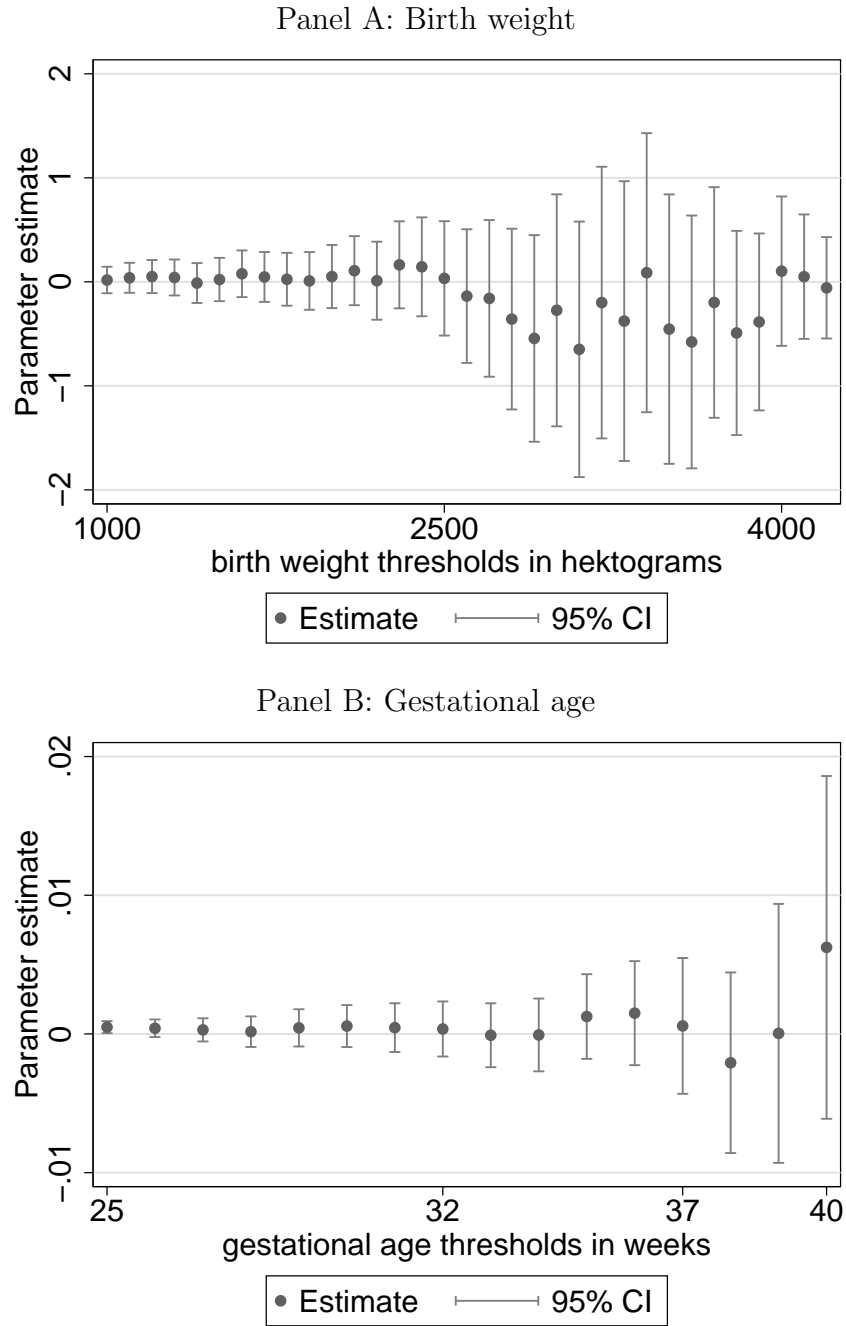 Panel A: Birth weight
2
1
0
−1
−2
Parameter estimate
1000 2500 4000
birth weight thresholds in hektograms
Estimate 95% CI
Panel B: Gestational age
.02
.01
0
−.01
Parameter estimate
25 32 37 40
gestational age thresholds in weeks
Estimate 95% CI